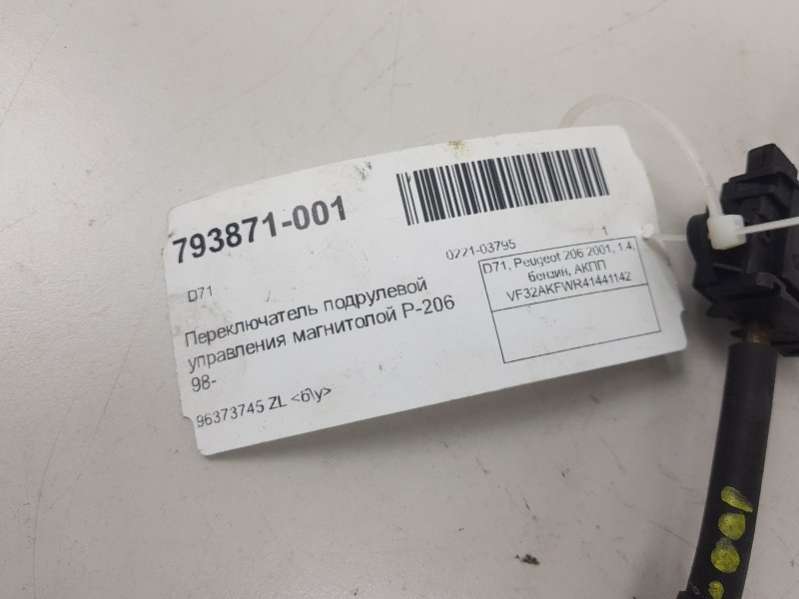 793871-001
0221-03795
1
D71
D71, Peugeot 206 2001, 1.4,
бензин, АКПП
VF32AKFWR41441142
Переключатель подрулевой
управления магнитолой P-206
98-
96373745 ZL <б\у>